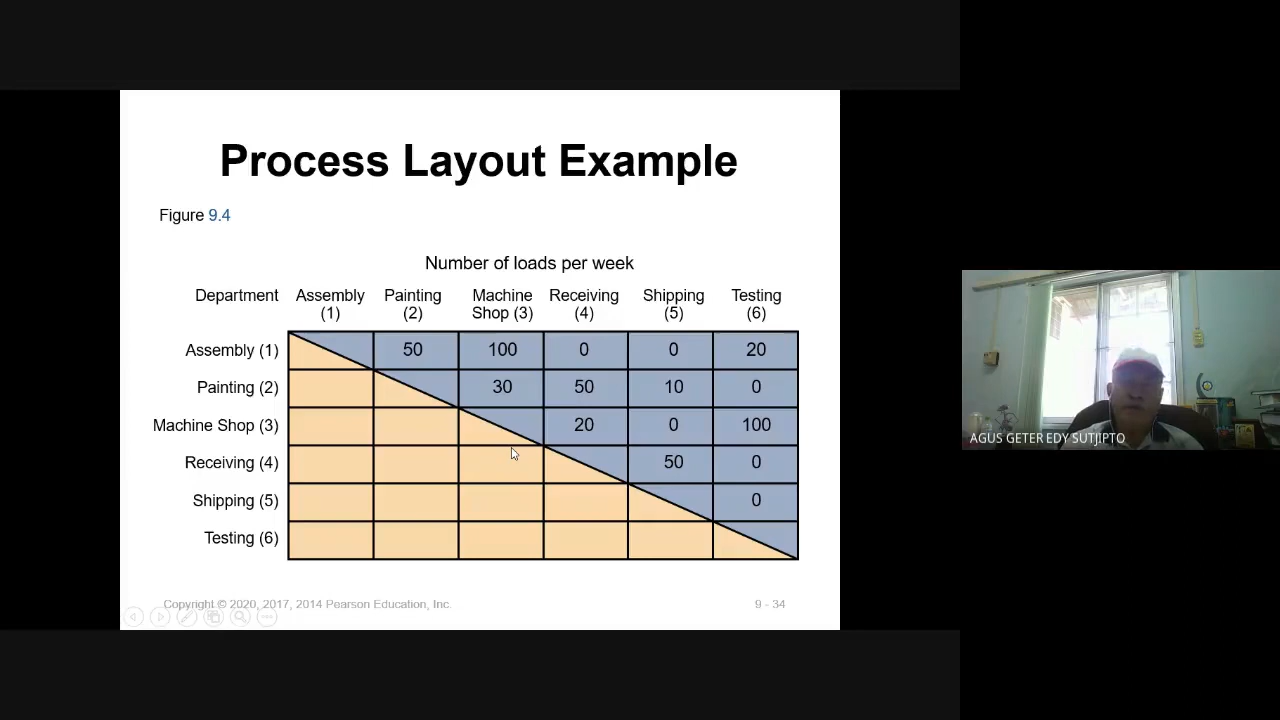 Process Layout Example
Figure 9.4
Number of loads per week
Department Assembly (1) Painting (2) Machine Shop (3) Receiving (4) Shipping (5) Testing (6)
Assembly (1) 50 100 0 0 20
Painting (2) 30 50 10 0
Machine Shop (3) 20 0 100
Receiving (4) 50 0
Shipping (5) 0
Testing (6)
Copyright © 2020, 2017, 2014 Pearson Education, Inc.
9 - 34
AGUS GETER EDY SUTJIPTO